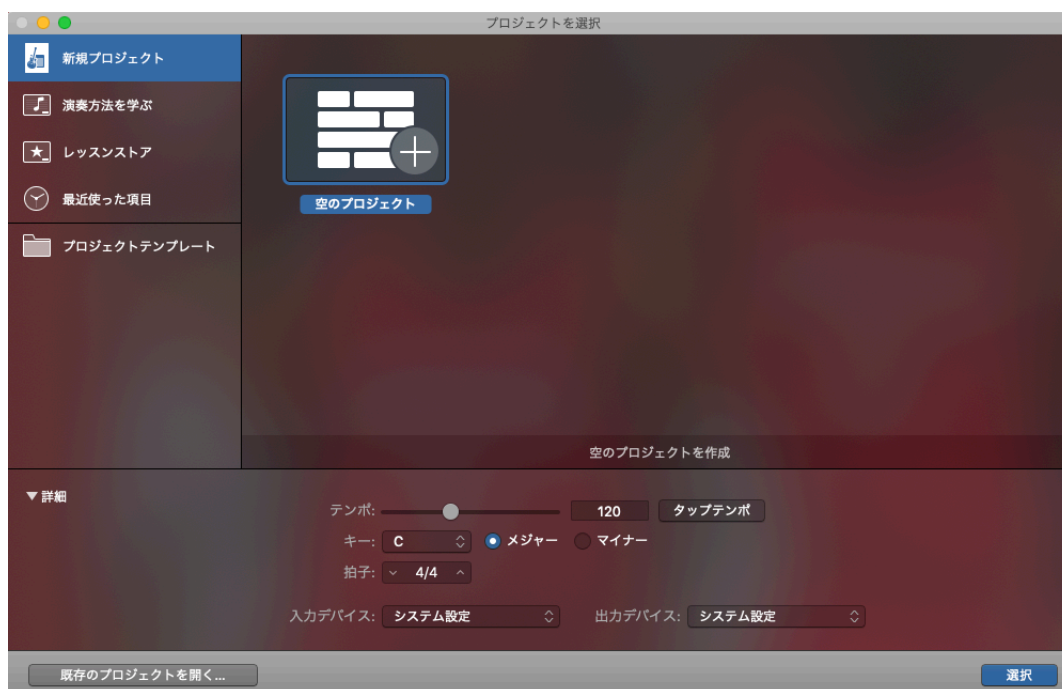 プロジェクトを選択
新規プロジェクト
演奏方法を学ぶ
レッスンストア
最近使った項目
プロジェクトテンプレート
空のプロジェクト
空のプロジェクトを作成
▼詳細
テンポ: 120 タップテンポ
キー: C メジャー マイナー
拍子: 4/4
入力デバイス: システム設定 出力デバイス: システム設定
既存のプロジェクトを開く... 選択